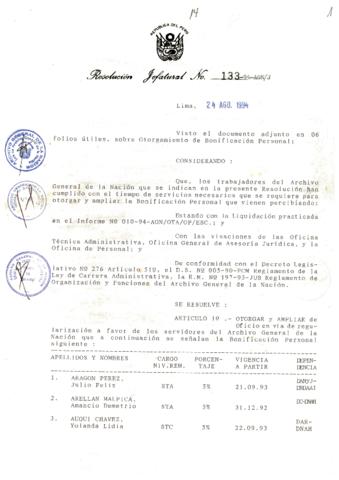 14 1
REPUBLICA DEL PERU
Resolución Jefatural No. 133-94-AGN/J
Lima, 24 AGO. 1994
Visto el documento adjunto en 06
folios útiles, sobre Otorgamiento de Bonificación Personal;
CONSIDERANDO :
Que, los trabajadores del Archivo
General de la Nación que se indican en la presente Resolución han
cumplido con el tiempo de servicios necesarios que se requiere para
otorgar y ampliar la Bonificación Personal que vienen percibiendo;
Estando con la liquidación practicada
en el Informe Nº 010-94-AGN/OTA/OP/ESC.; y
Con las visaciones de las Oficina
Técnica Administrativa, Oficina General de Asesoría Jurídica, y la
Oficina de Personal; y
De conformidad con el Decreto Legis-
lativo Nº 276 Artículo 51º, el D.S. Nº 005-90-PCM Reglamento de la
Ley de Carrera Administrativa, la R.M. Nº 197-93-JUS Reglamento de
Organización y Funciones del Archivo General de la Nación.
SE RESUELVE :
ARTICULO 1º .- OTORGAR y AMPLIAR de
oficio en vía de regu-
larización a favor de los servidores del Archivo General de la
Nación que a continuación se señalan la Bonificación Personal
siguiente :
APELLIDOS Y NOMBRES CARGO PORCEN- VIGENCIA DEPEN-
NIV.REM. TAJE A PARTIR DENCIA
1. ARAGON PEREZ, DANYJ-
Julio Feliz STA 5% 21.09.93 DNDAAI
2. ARELLAN MALPICA,
Amancio Demetrio STA 5% 31.12.92
3. AUQUI CHAVEZ, DAR-
Yolanda Lidia STC 5% 22.09.93 DNAH